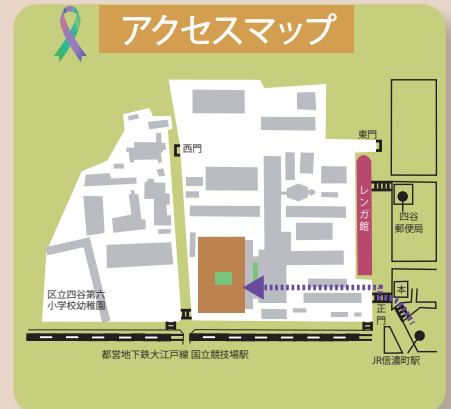 アクセスマップ
東門
西門
レンガ館
四谷
郵便局
本
正門
区立四谷第六
小学校幼稚園
都営地下鉄大江戸線 国立競技場駅
JR信濃町駅